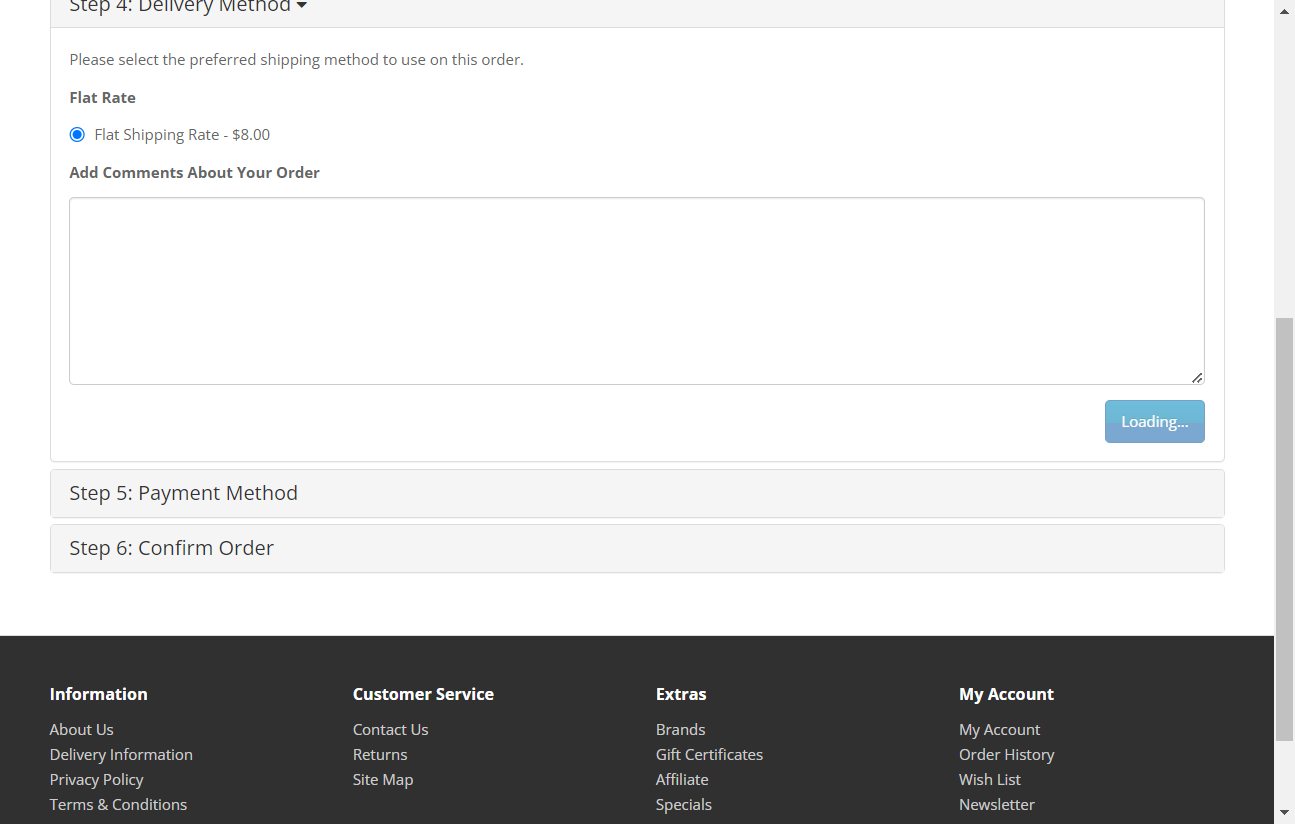 Step 4: Delivery Method
Please select the preferred shipping method to use on this order.
Flat Rate
Flat Shipping Rate - $8.00
Add Comments About Your Order
Loading...
Step 5: Payment Method
Step 6: Confirm Order
Information
About Us
Delivery Information
Privacy Policy
Terms & Conditions
Customer Service
Contact Us
Returns
Site Map
Extras
Brands
Gift Certificates
Affiliate
Specials
My Account
My Account
Order History
Wish List
Newsletter